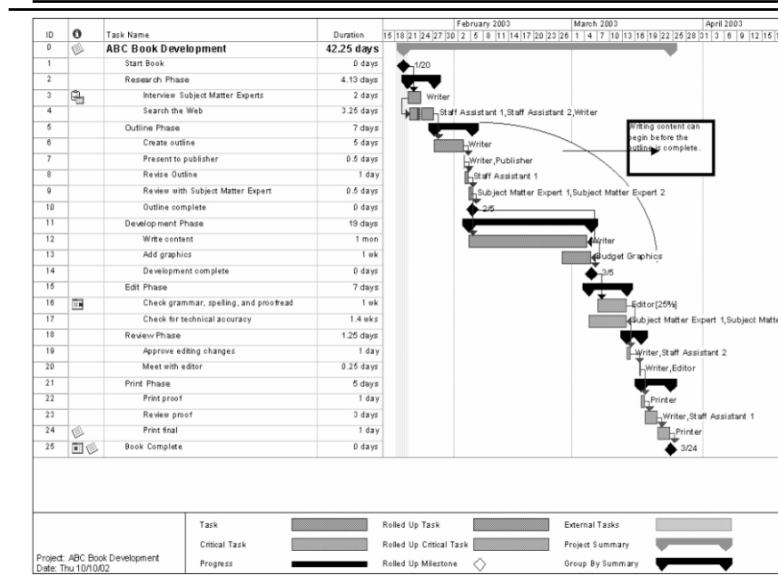 February 2003 March 2003 April 2003
ID Task Name Duration 15 18 21 24 27 30 2 5 8 11 14 17 20 23 26 1 4 7 10 13 16 19 22 25 28 31 3 6 9 12 15
0 ABC Book Development 42.25 days
1 Start Book 0 days 1/20
2 Research Phase 4.13 days
3 Interview Subject Matter Experts 2 days Writer
4 Search the Web 3.25 days Staff Assistant 1,Staff Assistant 2,Writer
5 Outline Phase 7 days
6 Create outline 5 days Writer
7 Present to publisher 0.5 days Writer,Publisher
8 Revise Outline 1 day Staff Assistant 1
9 Review with Subject Matter Expert 0.5 days Subject Matter Expert 1,Subject Matter Expert 2
10 Outline complete 0 days 2/5
11 Development Phase 19 days
12 Write content 1 mon Writer
13 Add graphics 1 wk Budget Graphics
14 Development complete 0 days 3/5
15 Edit Phase 7 days
16 Check grammar, spelling, and proofread 1 wk Editor[25%]
17 Check for technical accuracy 1.4 wks Subject Matter Expert 1,Subject Matte
18 Review Phase 1.25 days
19 Approve editing changes 1 day Writer,Staff Assistant 2
20 Meet with editor 0.25 days Writer,Editor
21 Print Phase 5 days
22 Print proof 1 day Printer
23 Review proof 3 days Writer,Staff Assistant 1
24 Print final 1 day Printer
25 Book Complete 0 days 3/24
Writing content can
begin before the
outline is complete.
Task Rolled Up Task External Tasks
Critical Task Rolled Up Critical Task Project Summary
Progress Rolled Up Milestone Group By Summary
Project: ABC Book Development
Date: Thu 10/10/02